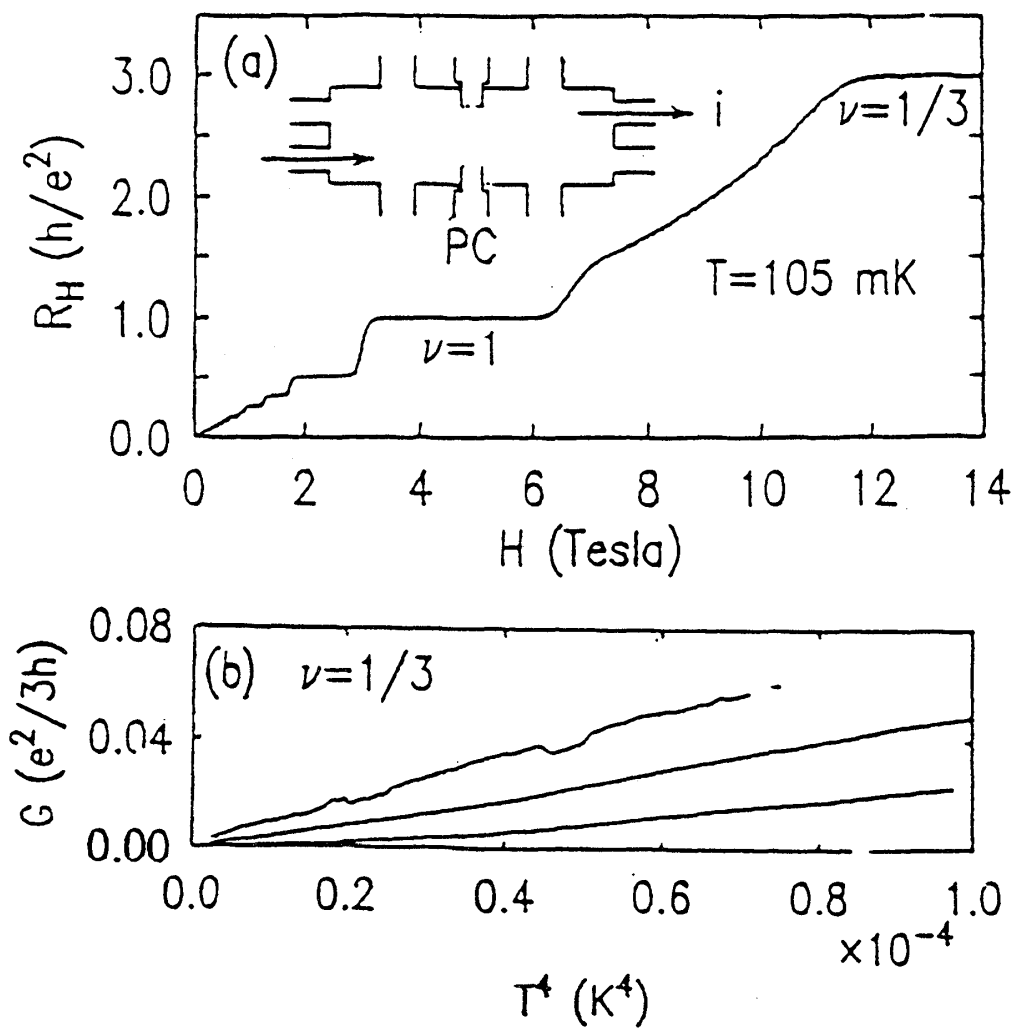 (a)
3.0
2.0
1.0
0.0
R_H (h/e²)
i
PC
ν=1/3
T=105 mK
ν=1
0 2 4 6 8 10 12 14
H (Tesla)
0.08
0.04
0.00
G (e²/3h)
(b) ν=1/3
0.0 0.2 0.4 0.6 0.8 1.0
×10⁻⁴
T⁴ (K⁴)